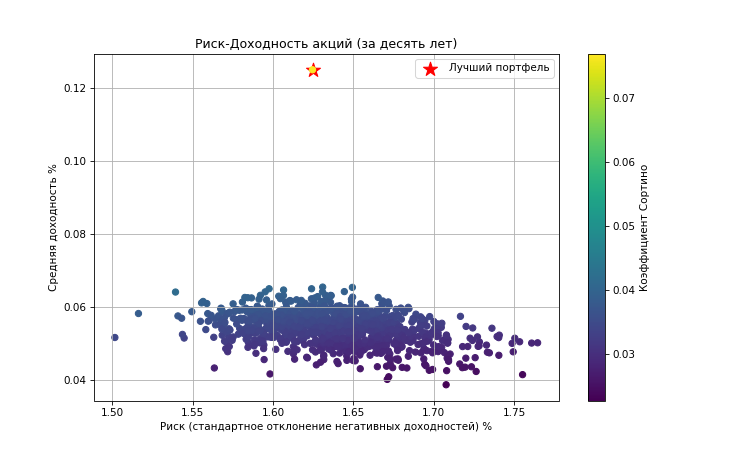 Риск-Доходность акций (за десять лет)
Лучший портфель
0.12
0.10
0.08
0.06
0.04
Средняя доходность %
1.50 1.55 1.60 1.65 1.70 1.75
Риск (стандартное отклонение негативных доходностей) %
0.07
0.06
0.05
0.04
0.03
Коэффициент Сортино